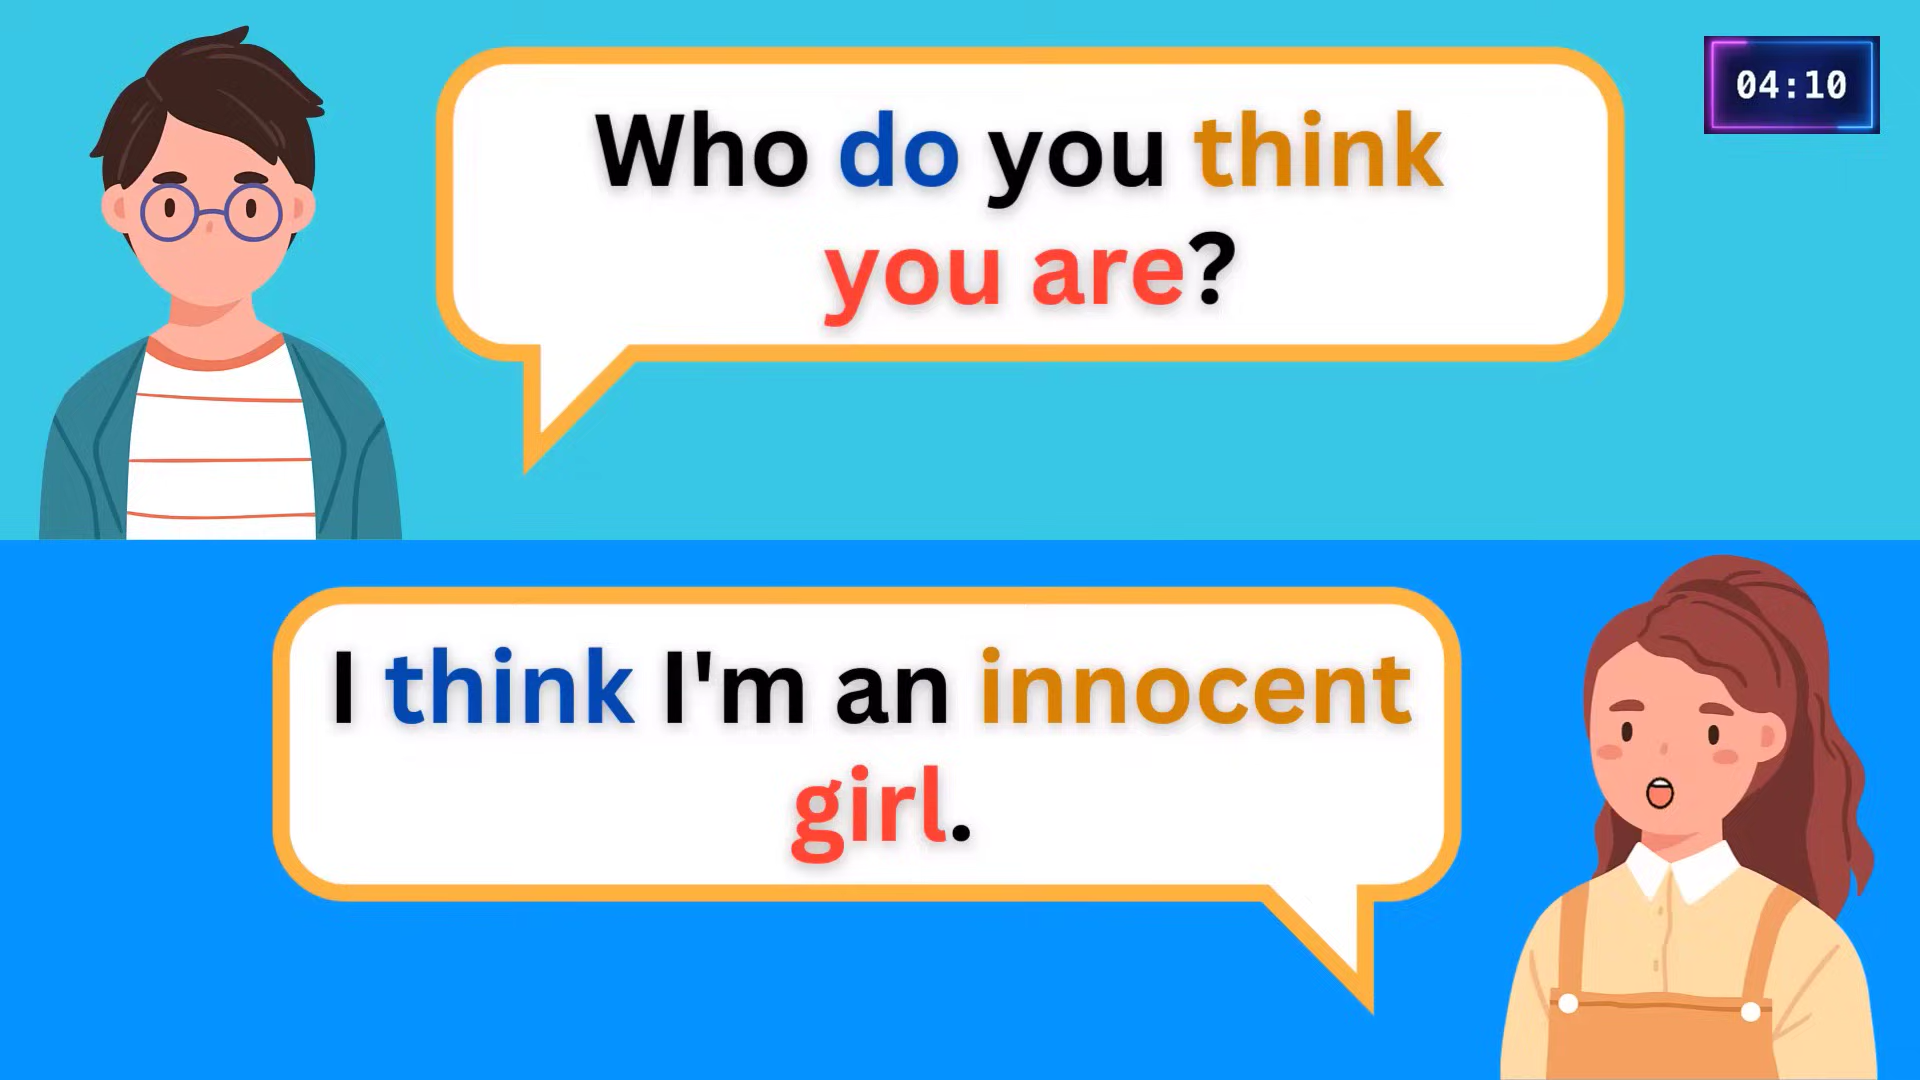 Who do you think
you are?
04:10
I think I'm an innocent
girl.